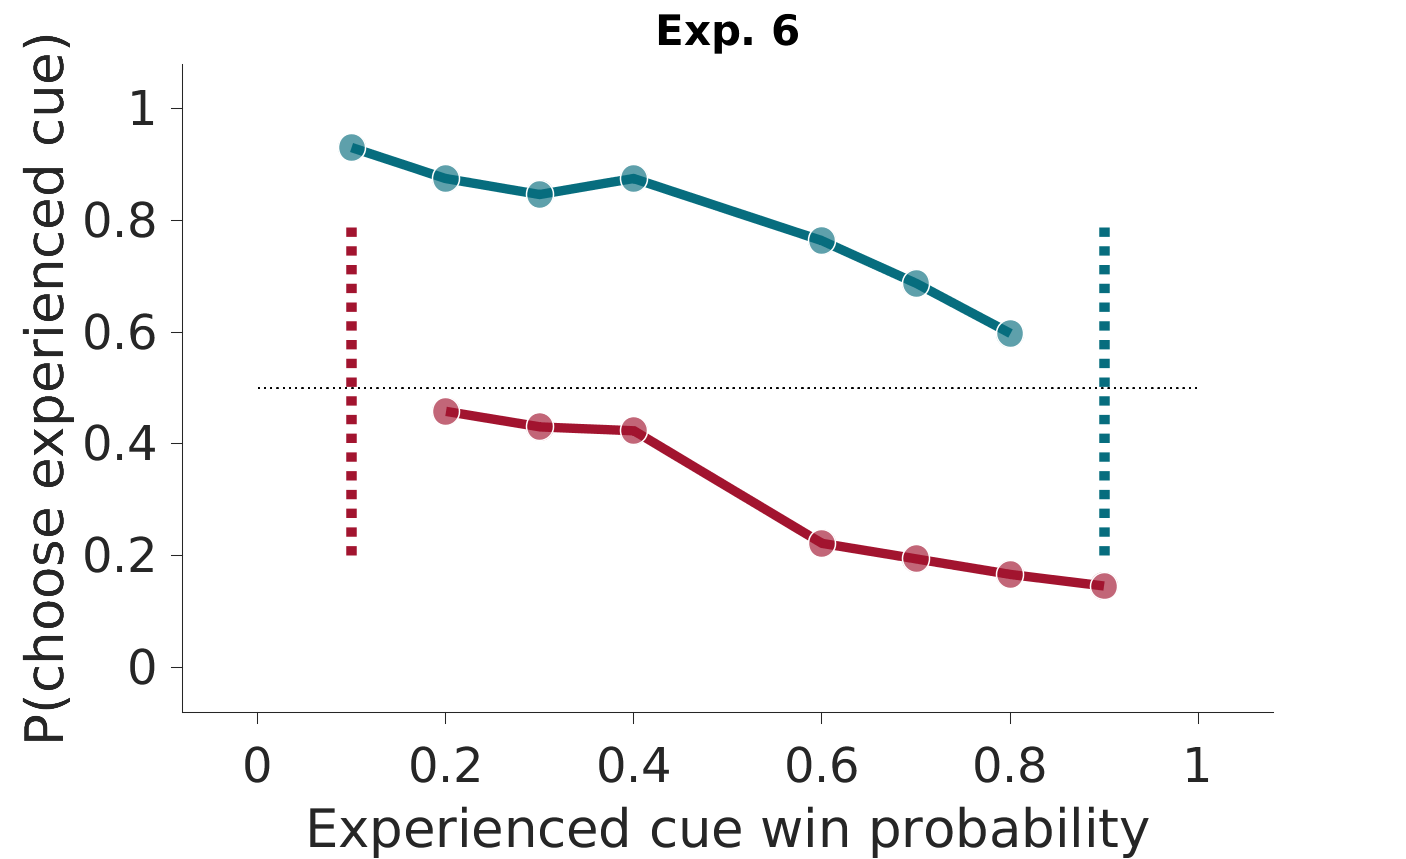 Exp. 6
P(choose experienced cue)
1
0.8
0.6
0.4
0.2
0
0 0.2 0.4 0.6 0.8 1
Experienced cue win probability